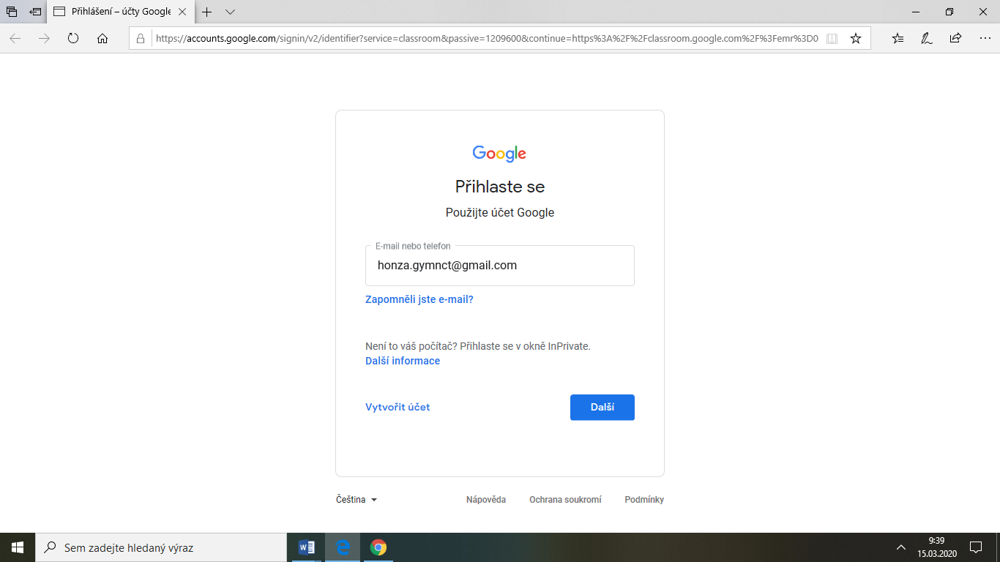 Přihlášení – účty Google
https://accounts.google.com/signin/v2/identifier?service=classroom&passive=1209600&continue=https%3A%2F%2Fclassroom.google.com%2F%3Femr%3D0
Google
Přihlaste se
Použijte účet Google
E-mail nebo telefon
honza.gymnct@gmail.com
Zapomněli jste e-mail?
Není to váš počítač? Přihlaste se v okně InPrivate.
Další informace
Vytvořit účet
Další
Čeština
Nápověda
Ochrana soukromí
Podmínky
Sem zadejte hledaný výraz
9:39
15.03.2020